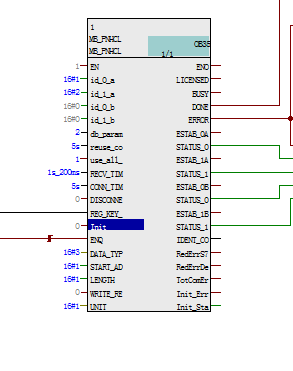 1
MB_PNHCL
MB_PNHCL
OB35
1/1
1 EN ENO
16#1 id_0_a LICENSED
16#2 id_1_a BUSY
16#0 id_0_b DONE
16#0 id_1_b ERROR
2 db_param ESTAB_0A
5s reuse_co STATUS_0
1 use_all_ ESTAB_1A
1s_200ms RECV_TIM STATUS_1
5s CONN_TIM ESTAB_0B
0 DISCONNE STATUS_0
REG_KEY_ ESTAB_1B
0 Init STATUS_1
ENQ IDENT_CO
16#3 DATA_TYP RedErrS7
16#1 START_AD RedErrDe
16#1 LENGTH TotComEr
0 WRITE_RE Init_Err
16#1 UNIT Init_Sta